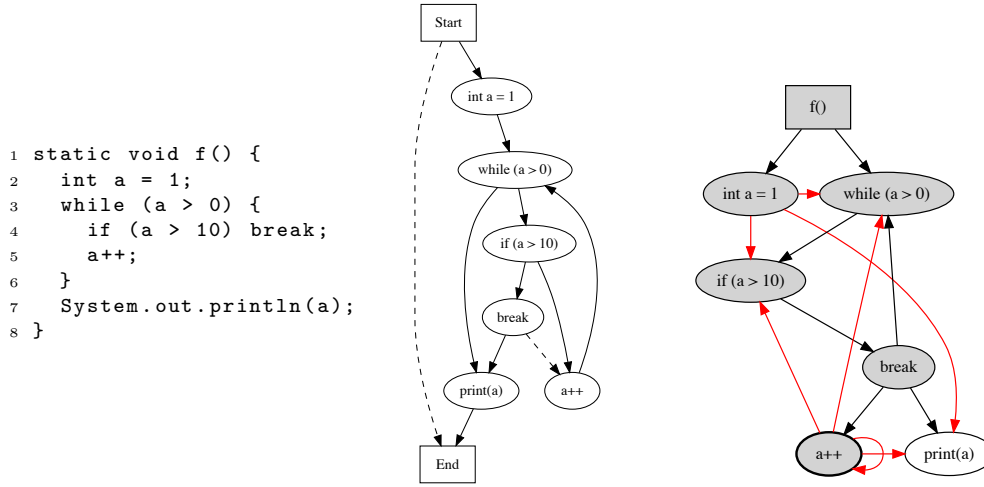 1 static void f() {
2   int a = 1;
3   while (a > 0) {
4     if (a > 10) break;
5     a++;
6   }
7   System.out.println(a);
8 }
Start
int a = 1
while (a > 0)
if (a > 10)
break
print(a)
a++
End
f()
int a = 1
while (a > 0)
if (a > 10)
break
a++
print(a)